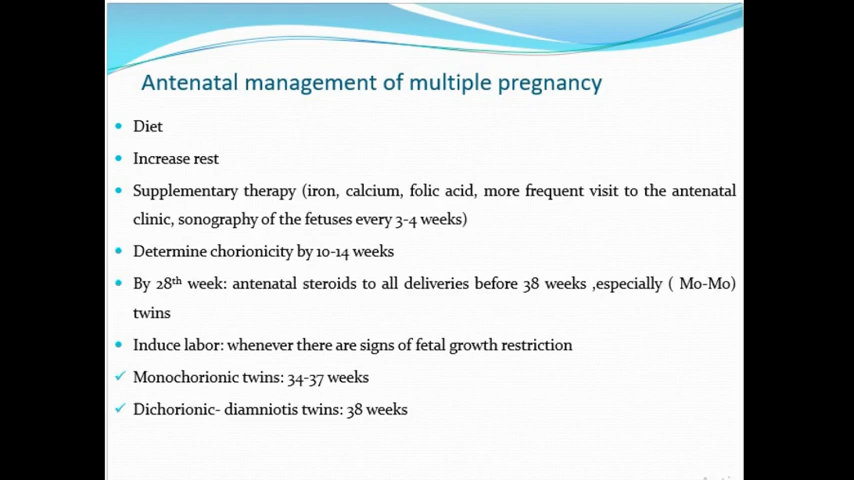 Antenatal management of multiple pregnancy
• Diet
• Increase rest
• Supplementary therapy (iron, calcium, folic acid, more frequent visit to the antenatal
clinic, sonography of the fetuses every 3-4 weeks)
• Determine chorionicity by 10-14 weeks
• By 28th week: antenatal steroids to all deliveries before 38 weeks ,especially ( Mo-Mo)
twins
• Induce labor: whenever there are signs of fetal growth restriction
✓ Monochorionic twins: 34-37 weeks
✓ Dichorionic- diamniotis twins: 38 weeks